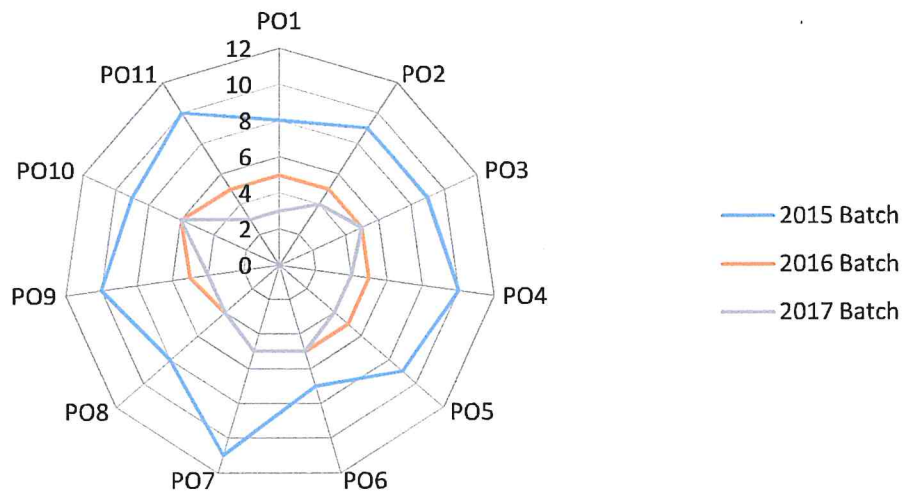 PO1
12
PO11
PO2
10
8
PO10
PO3
6
4
2
2015 Batch
0
2016 Batch
PO9
PO4
2017 Batch
PO8
PO5
PO7
PO6